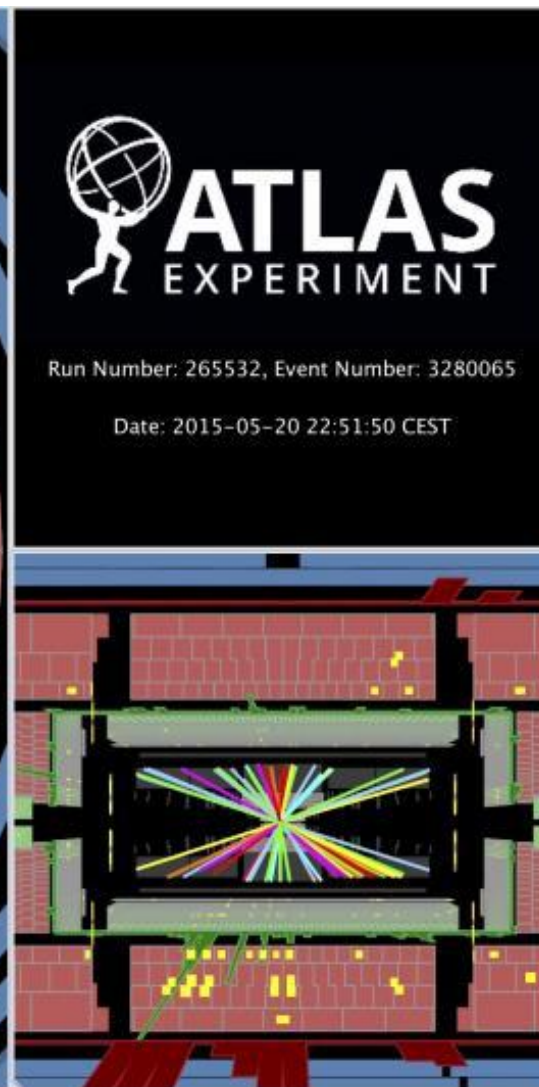 ATLAS
EXPERIMENT
Run Number: 265532, Event Number: 3280065
Date: 2015-05-20 22:51:50 CEST